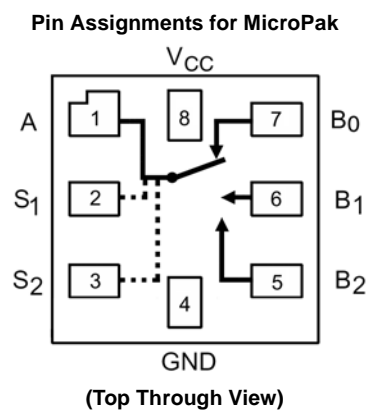 Pin Assignments for MicroPak
VCC
A 1 8 7 B0
S1 2 6 B1
S2 3 4 5 B2
GND
(Top Through View)